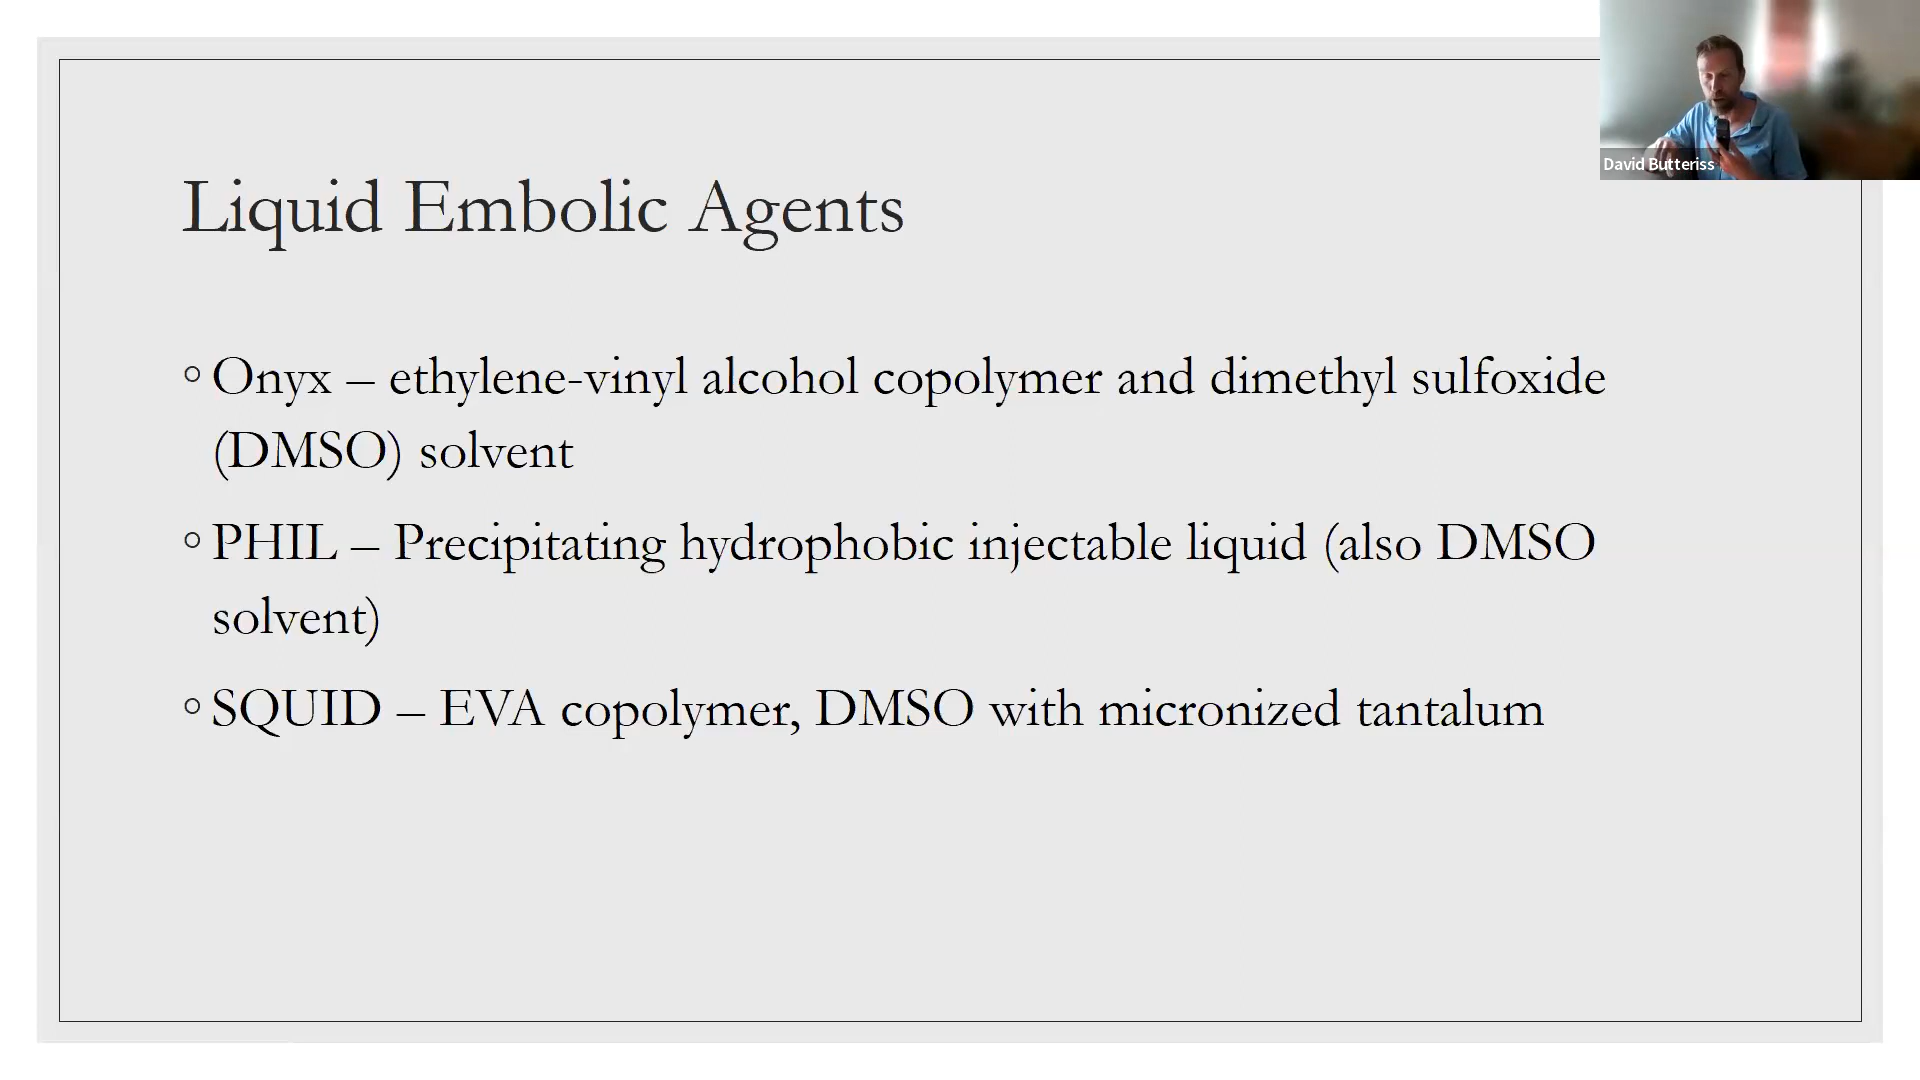 David Butteriss
Liquid Embolic Agents
◦ Onyx – ethylene-vinyl alcohol copolymer and dimethyl sulfoxide
(DMSO) solvent
◦ PHIL – Precipitating hydrophobic injectable liquid (also DMSO
solvent)
◦ SQUID – EVA copolymer, DMSO with micronized tantalum